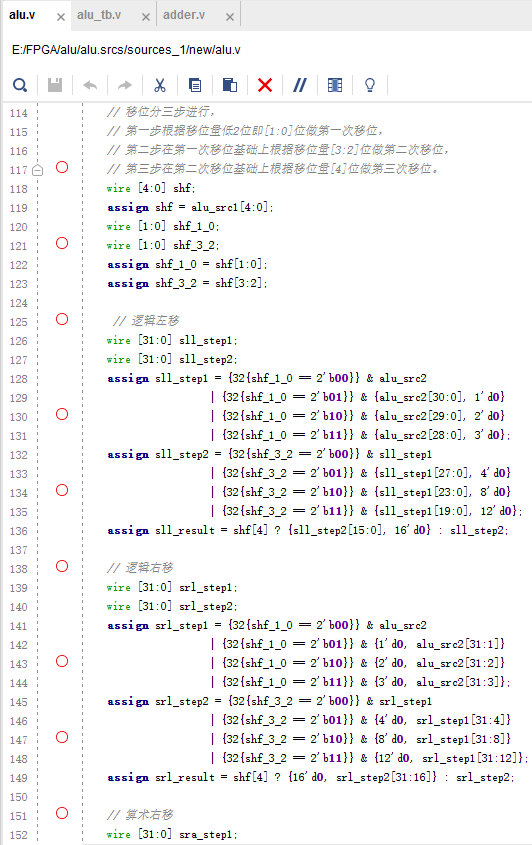 alu.v × alu_tb.v × adder.v ×
E:/FPGA/alu/alu.srcs/sources_1/new/alu.v
114 // 移位分三步进行，
115 // 第一步根据移位量低2位即[1:0]位做第一次移位，
116 // 第二步在第一次移位基础上根据移位量[3:2]位做第二次移位，
117 // 第三步在第二次移位基础上根据移位量[4]位做第三次移位。
118 wire [4:0] shf;
119 assign shf = alu_src1[4:0];
120 wire [1:0] shf_1_0;
121 wire [1:0] shf_3_2;
122 assign shf_1_0 = shf[1:0];
123 assign shf_3_2 = shf[3:2];
124
125 // 逻辑左移
126 wire [31:0] sll_step1;
127 wire [31:0] sll_step2;
128 assign sll_step1 = {32{shf_1_0 == 2'b00}} & alu_src2
129 | {32{shf_1_0 == 2'b01}} & {alu_src2[30:0], 1'd0}
130 | {32{shf_1_0 == 2'b10}} & {alu_src2[29:0], 2'd0}
131 | {32{shf_1_0 == 2'b11}} & {alu_src2[28:0], 3'd0};
132 assign sll_step2 = {32{shf_3_2 == 2'b00}} & sll_step1
133 | {32{shf_3_2 == 2'b01}} & {sll_step1[27:0], 4'd0}
134 | {32{shf_3_2 == 2'b10}} & {sll_step1[23:0], 8'd0}
135 | {32{shf_3_2 == 2'b11}} & {sll_step1[19:0], 12'd0};
136 assign sll_result = shf[4] ? {sll_step2[15:0], 16'd0} : sll_step2;
137
138 // 逻辑右移
139 wire [31:0] srl_step1;
140 wire [31:0] srl_step2;
141 assign srl_step1 = {32{shf_1_0 == 2'b00}} & alu_src2
142 | {32{shf_1_0 == 2'b01}} & {1'd0, alu_src2[31:1]}
143 | {32{shf_1_0 == 2'b10}} & {2'd0, alu_src2[31:2]}
144 | {32{shf_1_0 == 2'b11}} & {3'd0, alu_src2[31:3]};
145 assign srl_step2 = {32{shf_3_2 == 2'b00}} & srl_step1
146 | {32{shf_3_2 == 2'b01}} & {4'd0, srl_step1[31:4]}
147 | {32{shf_3_2 == 2'b10}} & {8'd0, srl_step1[31:8]}
148 | {32{shf_3_2 == 2'b11}} & {12'd0, srl_step1[31:12]};
149 assign srl_result = shf[4] ? {16'd0, srl_step2[31:16]} : srl_step2;
150
151 // 算术右移
152 wire [31:0] sra_step1;